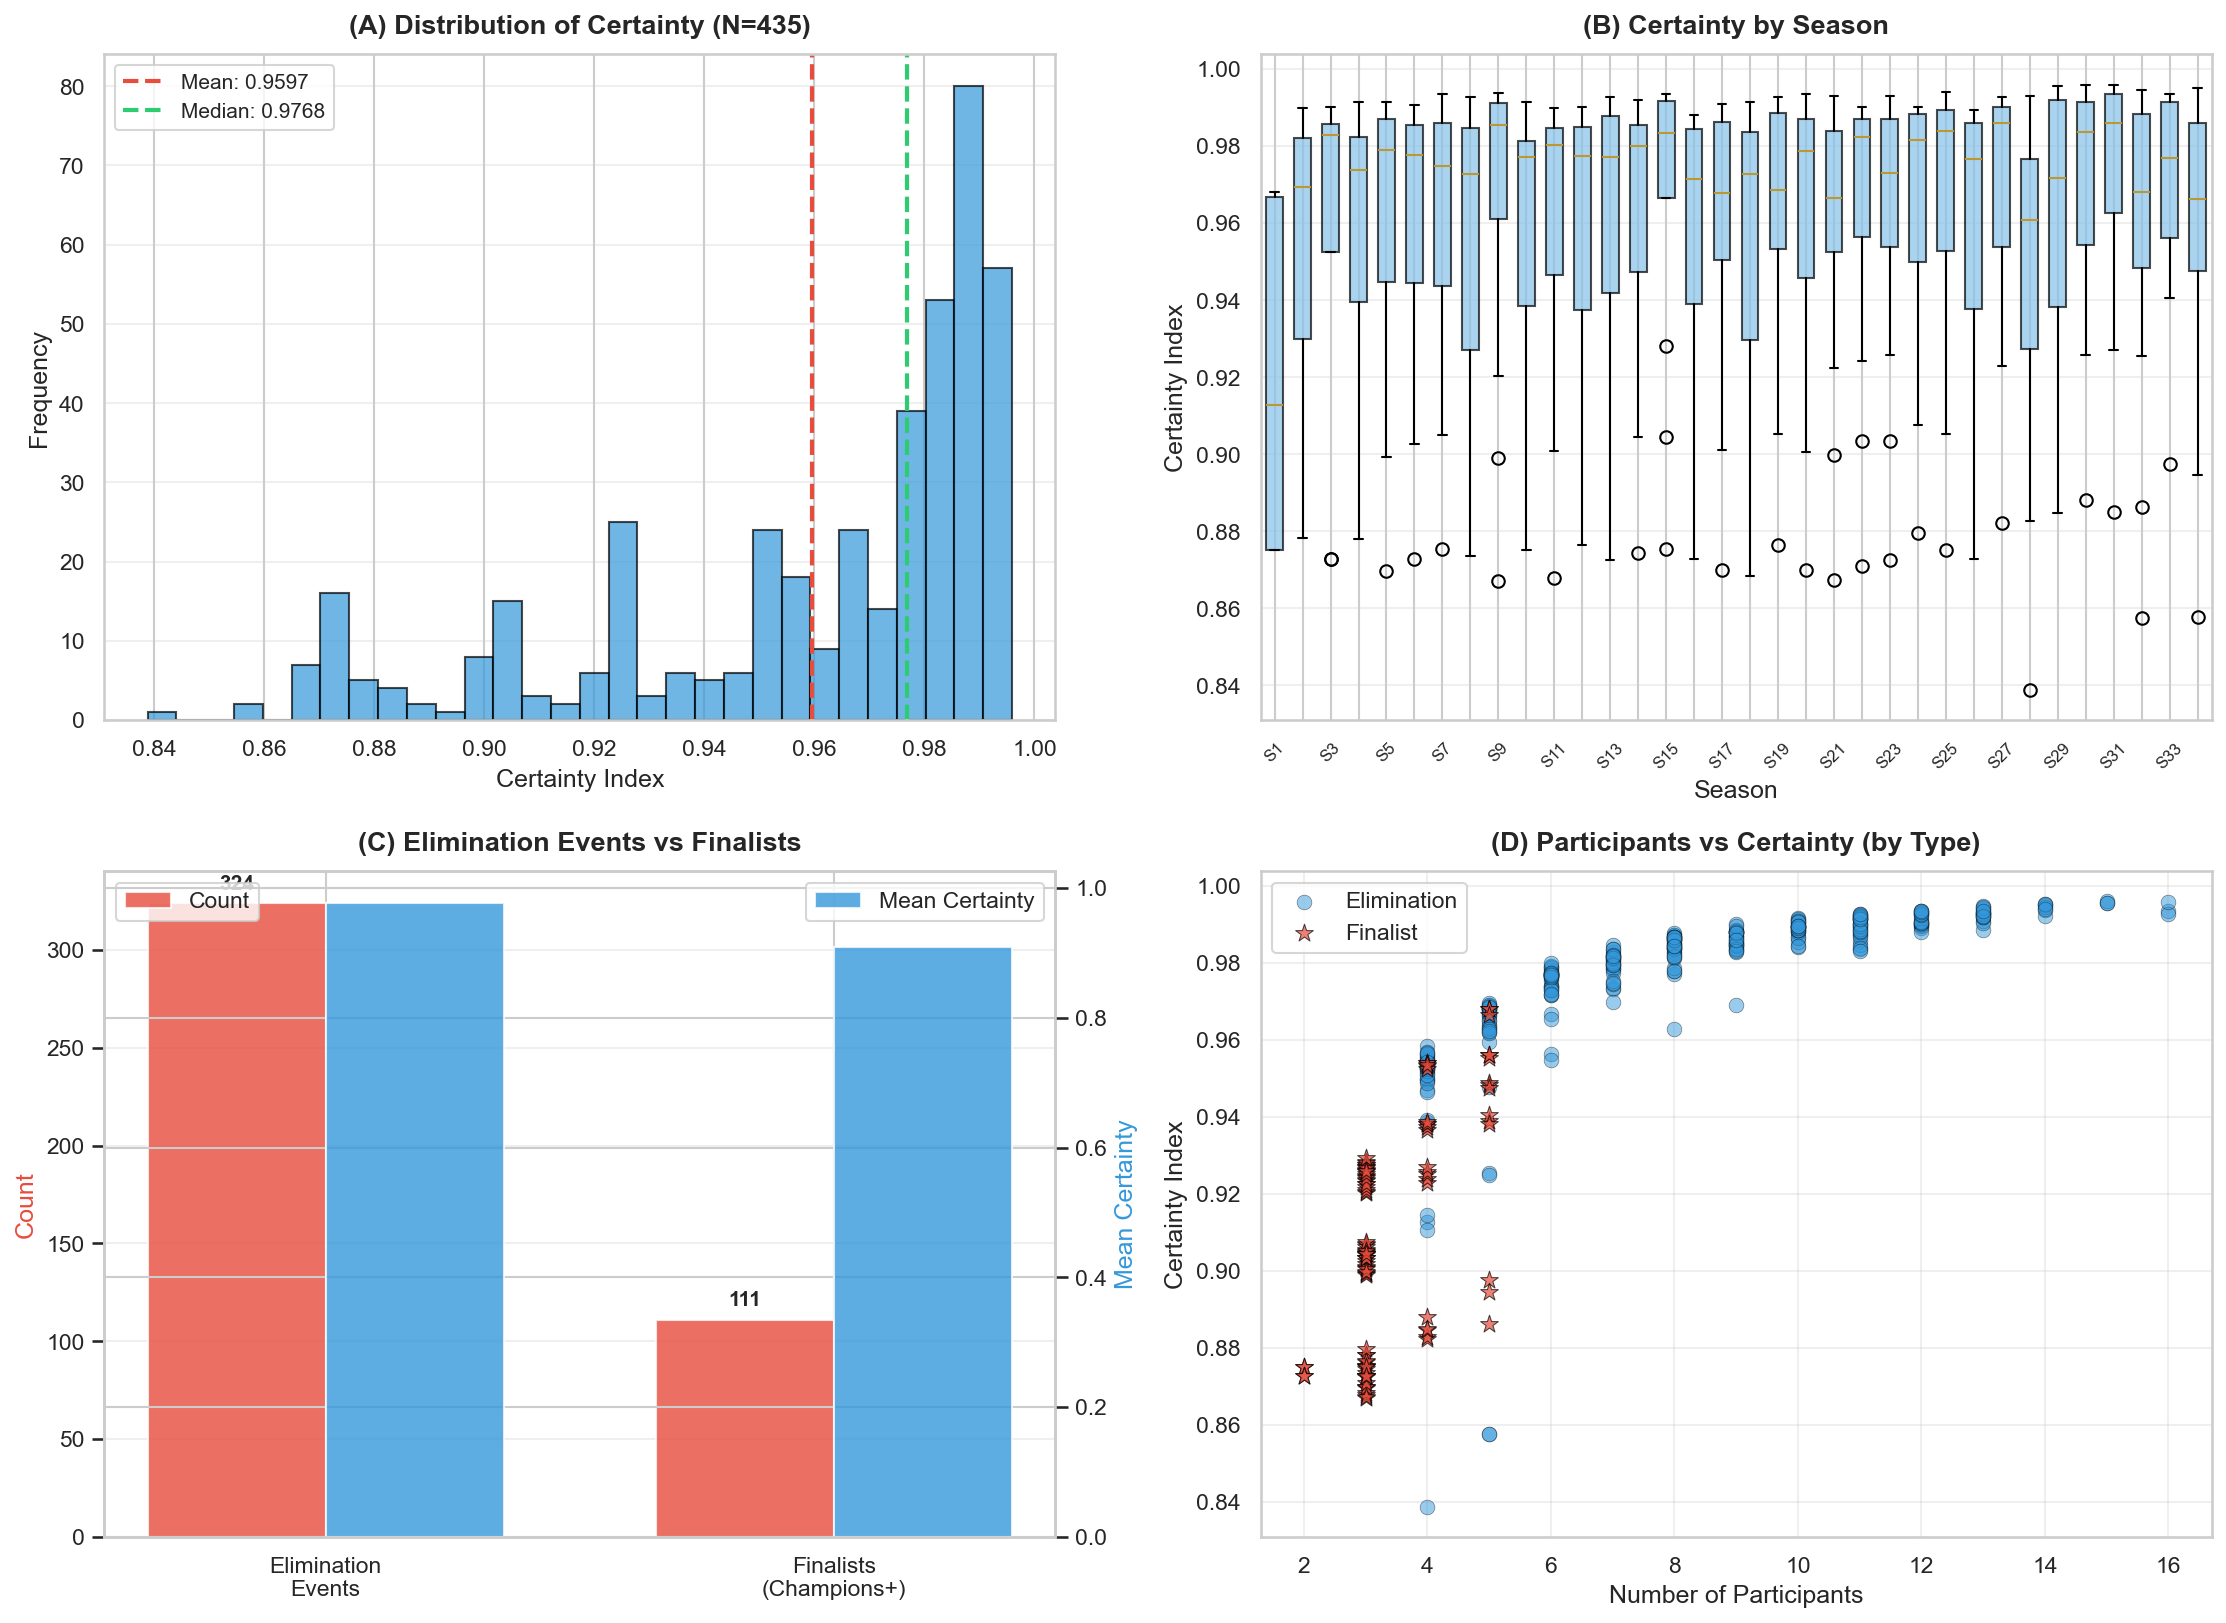 (A) Distribution of Certainty (N=435)
Mean: 0.9597
Median: 0.9768
Frequency
80
70
60
50
40
30
20
10
0
0.84 0.86 0.88 0.90 0.92 0.94 0.96 0.98 1.00
Certainty Index
(B) Certainty by Season
Certainty Index
1.00
0.98
0.96
0.94
0.92
0.90
0.88
0.86
0.84
S1 S3 S5 S7 S9 S11 S13 S15 S17 S19 S21 S23 S25 S27 S29 S31 S33
Season
(C) Elimination Events vs Finalists
324
Count
Mean Certainty
111
Count
300
250
200
150
100
50
0
1.0
0.8
0.6
0.4
0.2
0.0
Mean Certainty
Elimination
Events
Finalists
(Champions+)
(D) Participants vs Certainty (by Type)
Elimination
Finalist
Certainty Index
1.00
0.98
0.96
0.94
0.92
0.90
0.88
0.86
0.84
2 4 6 8 10 12 14 16
Number of Participants